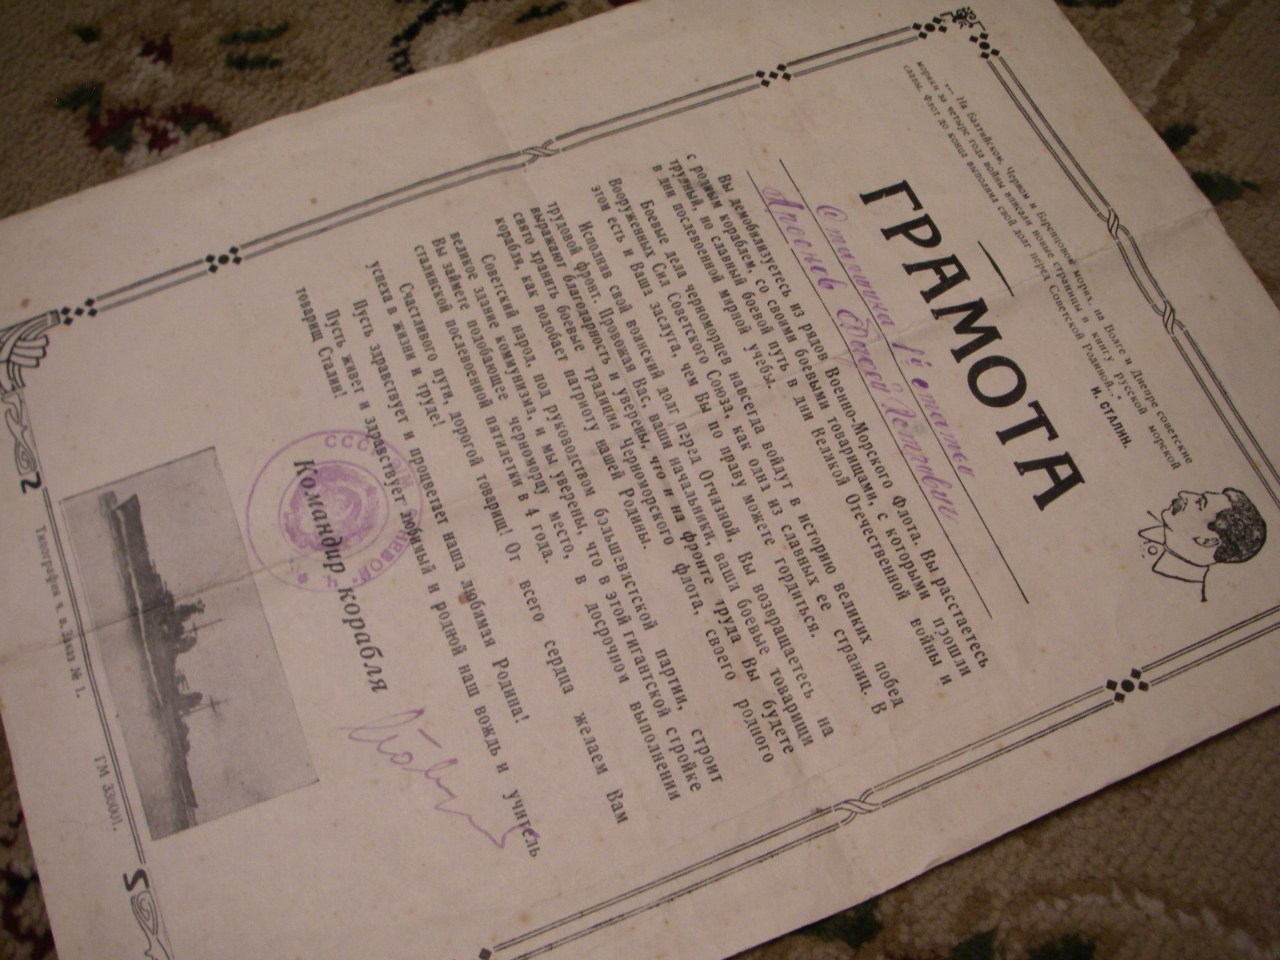 „... На Балтийском, Черном и Баренцовом морях, на Волге и Днепре советские
моряки за четыре года войны вписали новые страницы в книгу русской морской
славы. Флот до конца выполнил свой долг перед Советской Родиной..."
И. СТАЛИН.
ГРАМОТА
Старшина 1й статьи
Петрович
Вы демобилизуетесь из рядов Военно-Морского Флота. Вы расстаетесь
с родным кораблем, со своими боевыми товарищами, с которыми прошли
трудный, но славный боевой путь в дни Великой Отечественной войны и
в дни послевоенной мирной учебы.
Боевые дела черноморцев навсегда войдут в историю великих побед
Вооруженных Сил Советского Союза, как одна из славных ее страниц. В
этом есть и Ваша заслуга, чем Вы по праву можете гордиться.
Исполнив свой воинский долг перед Отчизной, Вы возвращаетесь на
трудовой фронт. Провожая Вас, ваши начальники, ваши боевые товарищи
выражают благодарность и уверены, что и на фронте труда Вы будете
свято хранить боевые традиции Черноморского флота, своего родного
корабля, как подобает патриоту нашей Родины.
Советский народ, под руководством большевистской партии, строит
великое здание коммунизма, и мы уверены, что в этой гигантской стройке
Вы займете подобающее черноморцу место, в досрочном выполнении
сталинской послевоенной пятилетки в 4 года.
Счастливого пути, дорогой товарищ! От всего сердца желаем Вам
успеха в жизни и труде!
Пусть здравствует и процветает наша любимая Родина!
Пусть живет и здравствует любимый и родной наш вождь и учитель
товарищ Сталин!
СССР
Командир корабля
Типография ч. п. Заказ № 1.
ГМ 33601.